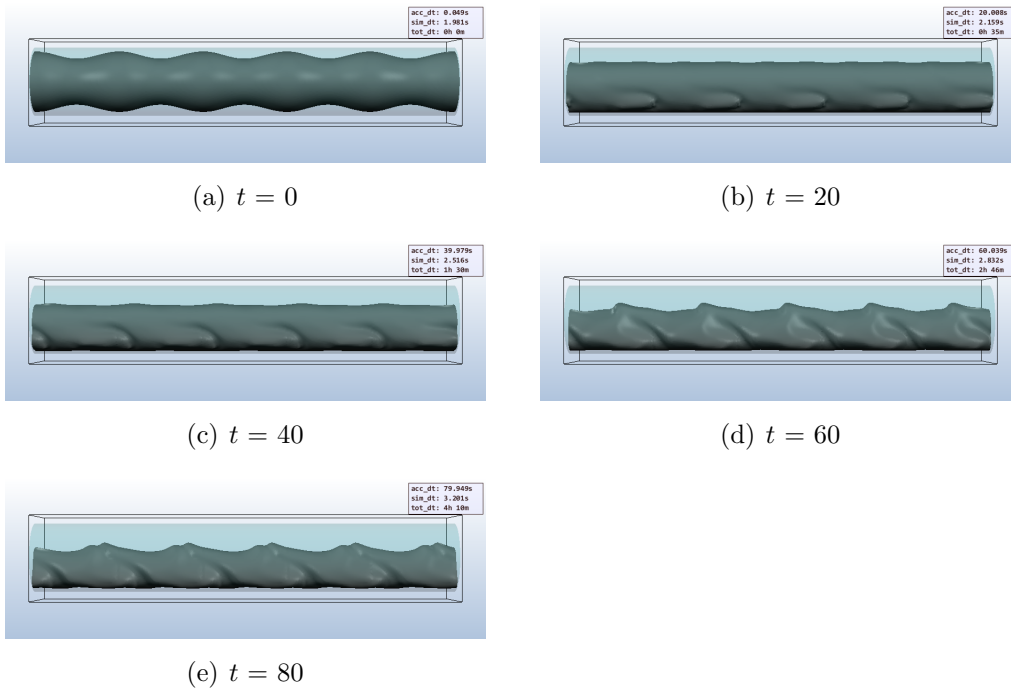 acc_dt: 0.049s
sim_dt: 1.981s
tot_dt: 0h 0m
(a) t = 0
acc_dt: 20.008s
sim_dt: 2.159s
tot_dt: 0h 35m
(b) t = 20
acc_dt: 39.979s
sim_dt: 2.516s
tot_dt: 1h 30m
(c) t = 40
acc_dt: 60.039s
sim_dt: 2.832s
tot_dt: 2h 46m
(d) t = 60
acc_dt: 79.949s
sim_dt: 3.201s
tot_dt: 4h 10m
(e) t = 80